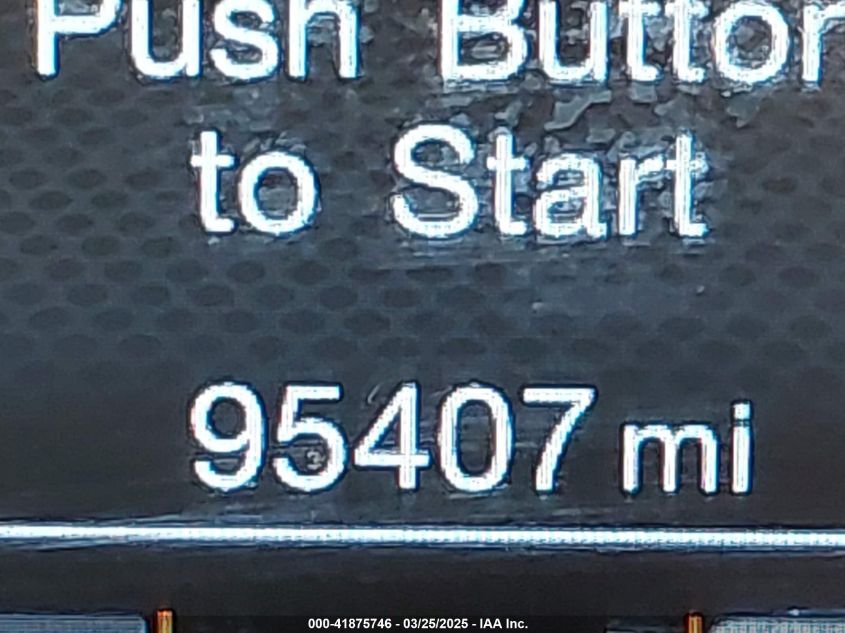 Push Button
to Start
95407 mi
000-41875746 - 03/25/2025 - IAA Inc.